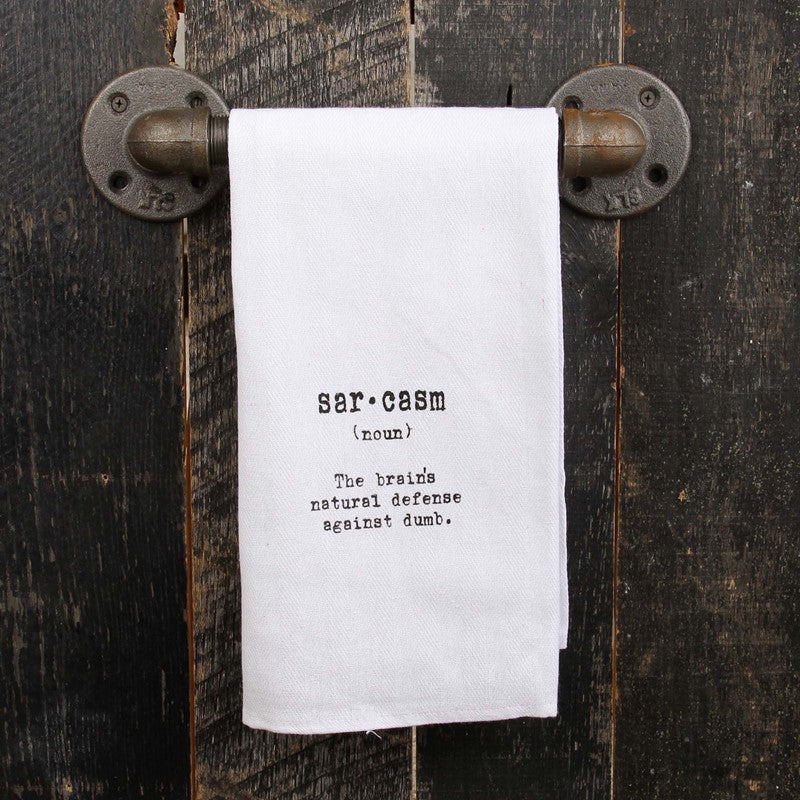 sar•casm
(noun)
The brain's
natural defense
against dumb.